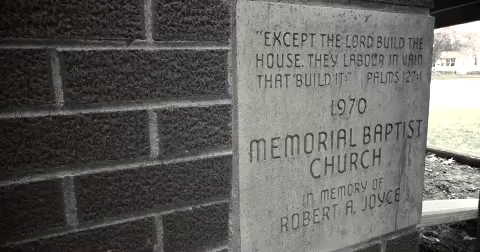 "EXCEPT THE LORD BUILD THE
HOUSE, THEY LABOUR IN VAIN
THAT BUILD IT:" PALMS 127:1
1970
MEMORIAL BAPTIST
CHURCH
IN MEMORY OF
ROBERT A. JOYCE